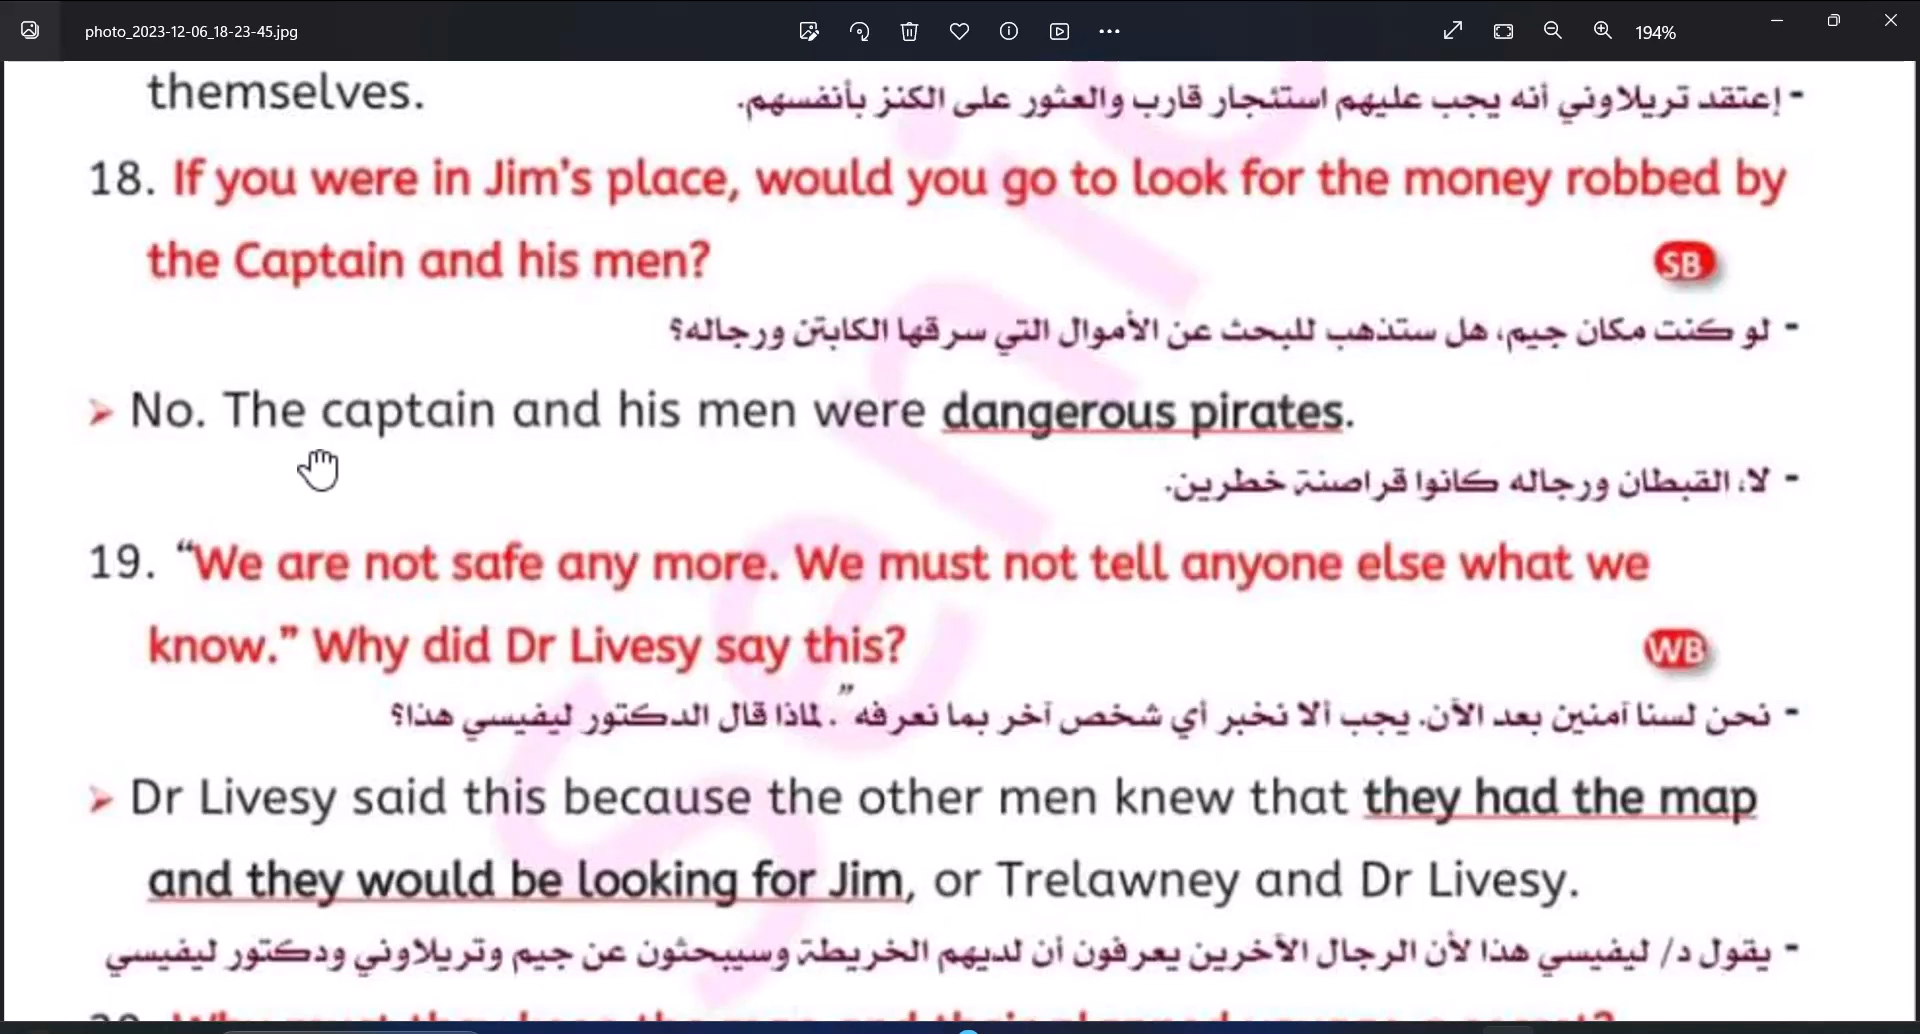 photo_2023-12-06_18-23-45.jpg
194%
themselves.
- إعتقد تريلاوني أنه يجب عليهم استئجار قارب والعثور على الكنز بأنفسهم.
18. If you were in Jim's place, would you go to look for the money robbed by
the Captain and his men?
SB
- لو كنت مكان جيم، هل ستذهب للبحث عن الأموال التي سرقها الكابتن ورجاله؟
No. The captain and his men were dangerous pirates.
- لا، القبطان ورجاله كانوا قراصنة خطرين.
19. “We are not safe any more. We must not tell anyone else what we
know.” Why did Dr Livesy say this?
WB
- نحن لسنا آمنين بعد الآن. يجب ألا نخبر أي شخص آخر بما نعرفه”. لماذا قال الدكتور ليفيسي هذا؟
Dr Livesy said this because the other men knew that they had the map
and they would be looking for Jim, or Trelawney and Dr Livesy.
- يقول د/ ليفيسي هذا لأن الرجال الآخرين يعرفون أن لديهم الخريطة وسيبحثون عن جيم وتريلاوني ودكتور ليفيسي